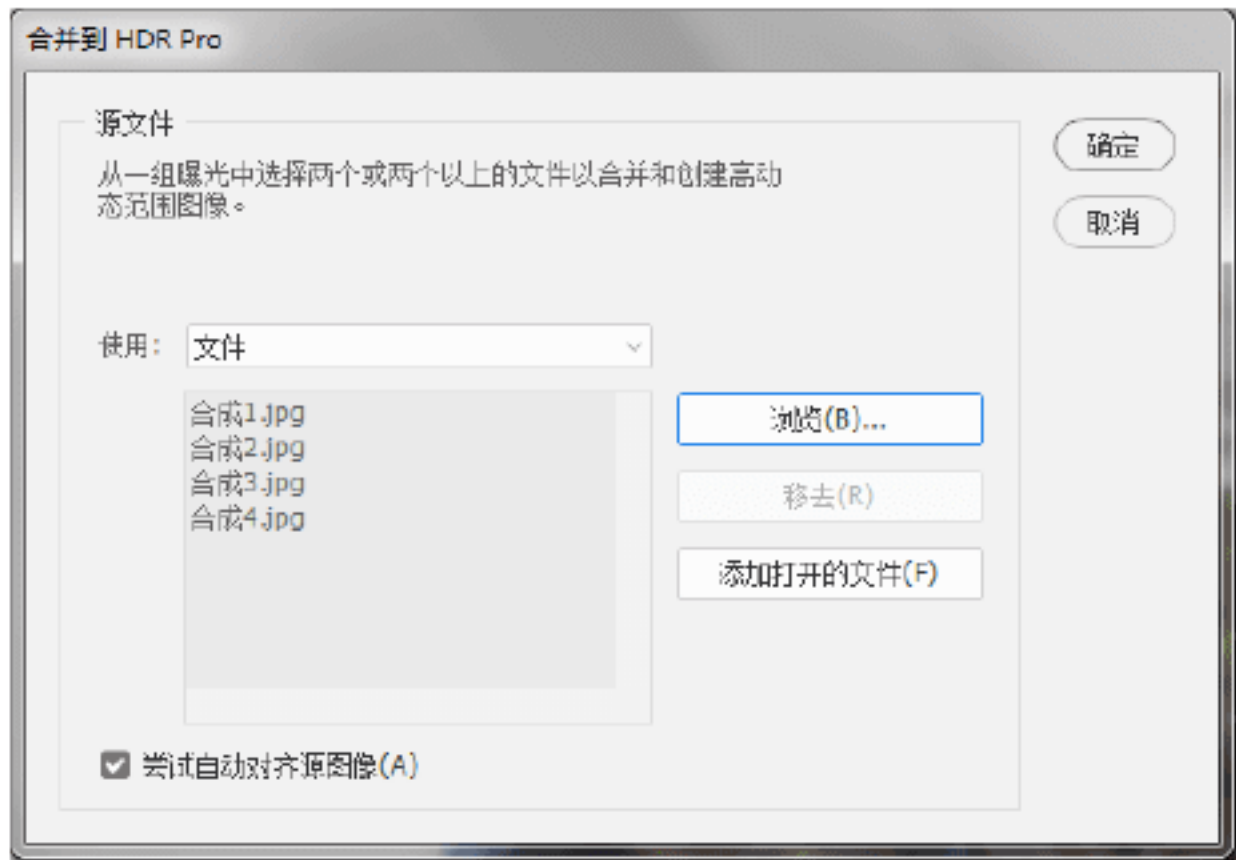 合并到 HDR Pro
源文件
从一组曝光中选择两个或两个以上的文件以合并和创建高动
态范围图像。
确定
取消
使用：
文件
合成1.jpg
合成2.jpg
合成3.jpg
合成4.jpg
浏览(B)...
移去(R)
添加打开的文件(F)
尝试自动对齐源图像(A)